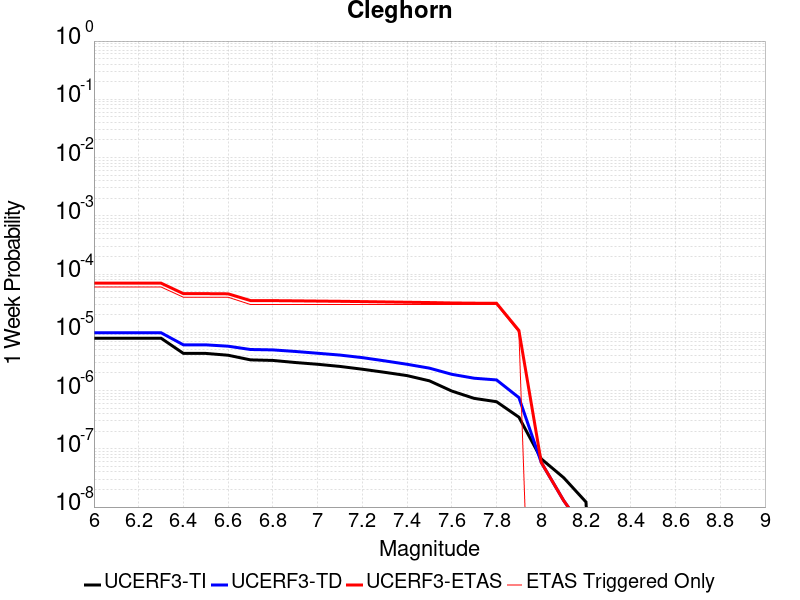 Cleghorn
10^0
10^-1
10^-2
10^-3
10^-4
10^-5
10^-6
10^-7
10^-8
1 Week Probability
6 6.2 6.4 6.6 6.8 7 7.2 7.4 7.6 7.8 8 8.2 8.4 8.6 8.8 9
Magnitude
UCERF3-TI UCERF3-TD UCERF3-ETAS ETAS Triggered Only